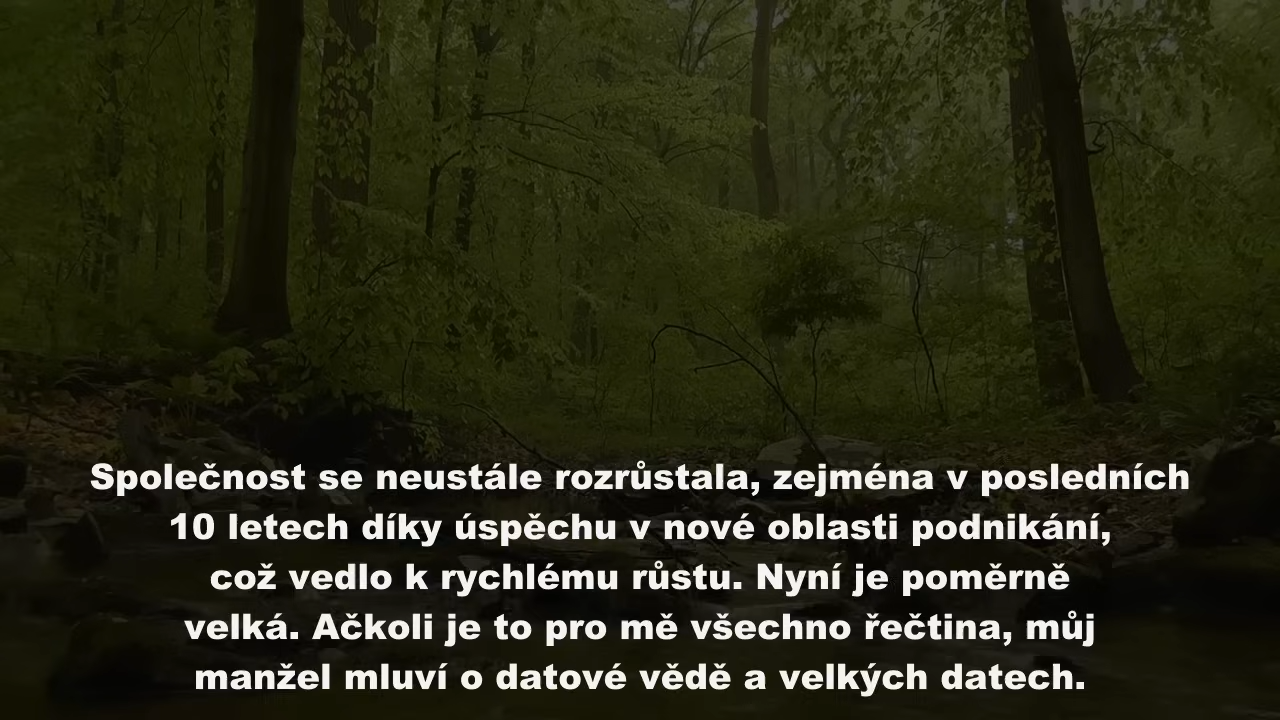 Společnost se neustále rozrůstala, zejména v posledních
10 letech díky úspěchu v nové oblasti podnikání,
což vedlo k rychlému růstu. Nyní je poměrně
velká. Ačkoli je to pro mě všechno řečtina, můj
manžel mluví o datové vědě a velkých datech.